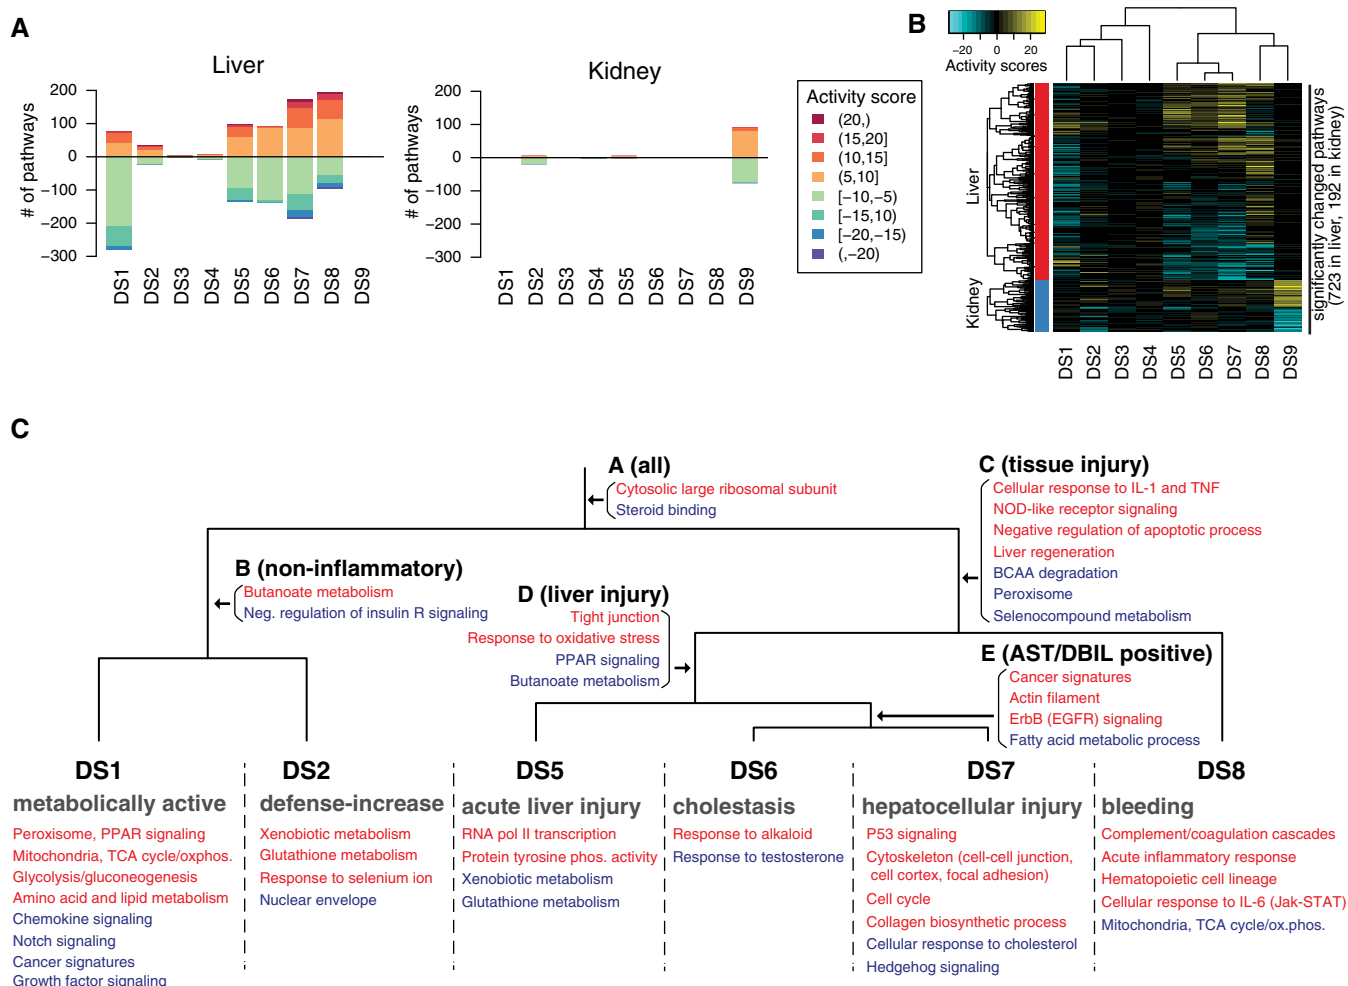 A
Liver
# of pathways
200
100
0
−100
−200
−300
DS1
DS2
DS3
DS4
DS5
DS6
DS7
DS8
DS9
Kidney
# of pathways
200
100
0
−100
−200
−300
DS1
DS2
DS3
DS4
DS5
DS6
DS7
DS8
DS9
Activity score
(20,)
(15,20]
(10,15]
(5,10]
[−10,−5)
[−15,10)
[−20,−15)
(,−20)
B
−20 0 20
Activity scores
Liver
Kidney
significantly changed pathways
(723 in liver, 192 in kidney)
DS1
DS2
DS3
DS4
DS5
DS6
DS7
DS8
DS9
C
A (all)
Cytosolic large ribosomal subunit
Steroid binding
B (non-inflammatory)
Butanoate metabolism
Neg. regulation of insulin R signaling
C (tissue injury)
Cellular response to IL-1 and TNF
NOD-like receptor signaling
Negative regulation of apoptotic process
Liver regeneration
BCAA degradation
Peroxisome
Selenocompound metabolism
D (liver injury)
Tight junction
Response to oxidative stress
PPAR signaling
Butanoate metabolism
E (AST/DBIL positive)
Cancer signatures
Actin filament
ErbB (EGFR) signaling
Fatty acid metabolic process
DS1
metabolically active
Peroxisome, PPAR signaling
Mitochondria, TCA cycle/oxphos.
Glycolysis/gluconeogenesis
Amino acid and lipid metabolism
Chemokine signaling
Notch signaling
Cancer signatures
Growth factor signaling
DS2
defense-increase
Xenobiotic metabolism
Glutathione metabolism
Response to selenium ion
Nuclear envelope
DS5
acute liver injury
RNA pol II transcription
Protein tyrosine phos. activity
Xenobiotic metabolism
Glutathione metabolism
DS6
cholestasis
Response to alkaloid
Response to testosterone
DS7
hepatocellular injury
P53 signaling
Cytoskeleton (cell-cell junction,
cell cortex, focal adhesion)
Cell cycle
Collagen biosynthetic process
Cellular response to cholesterol
Hedgehog signaling
DS8
bleeding
Complement/coagulation cascades
Acute inflammatory response
Hematopoietic cell lineage
Cellular response to IL-6 (Jak-STAT)
Mitochondria, TCA cycle/ox.phos.